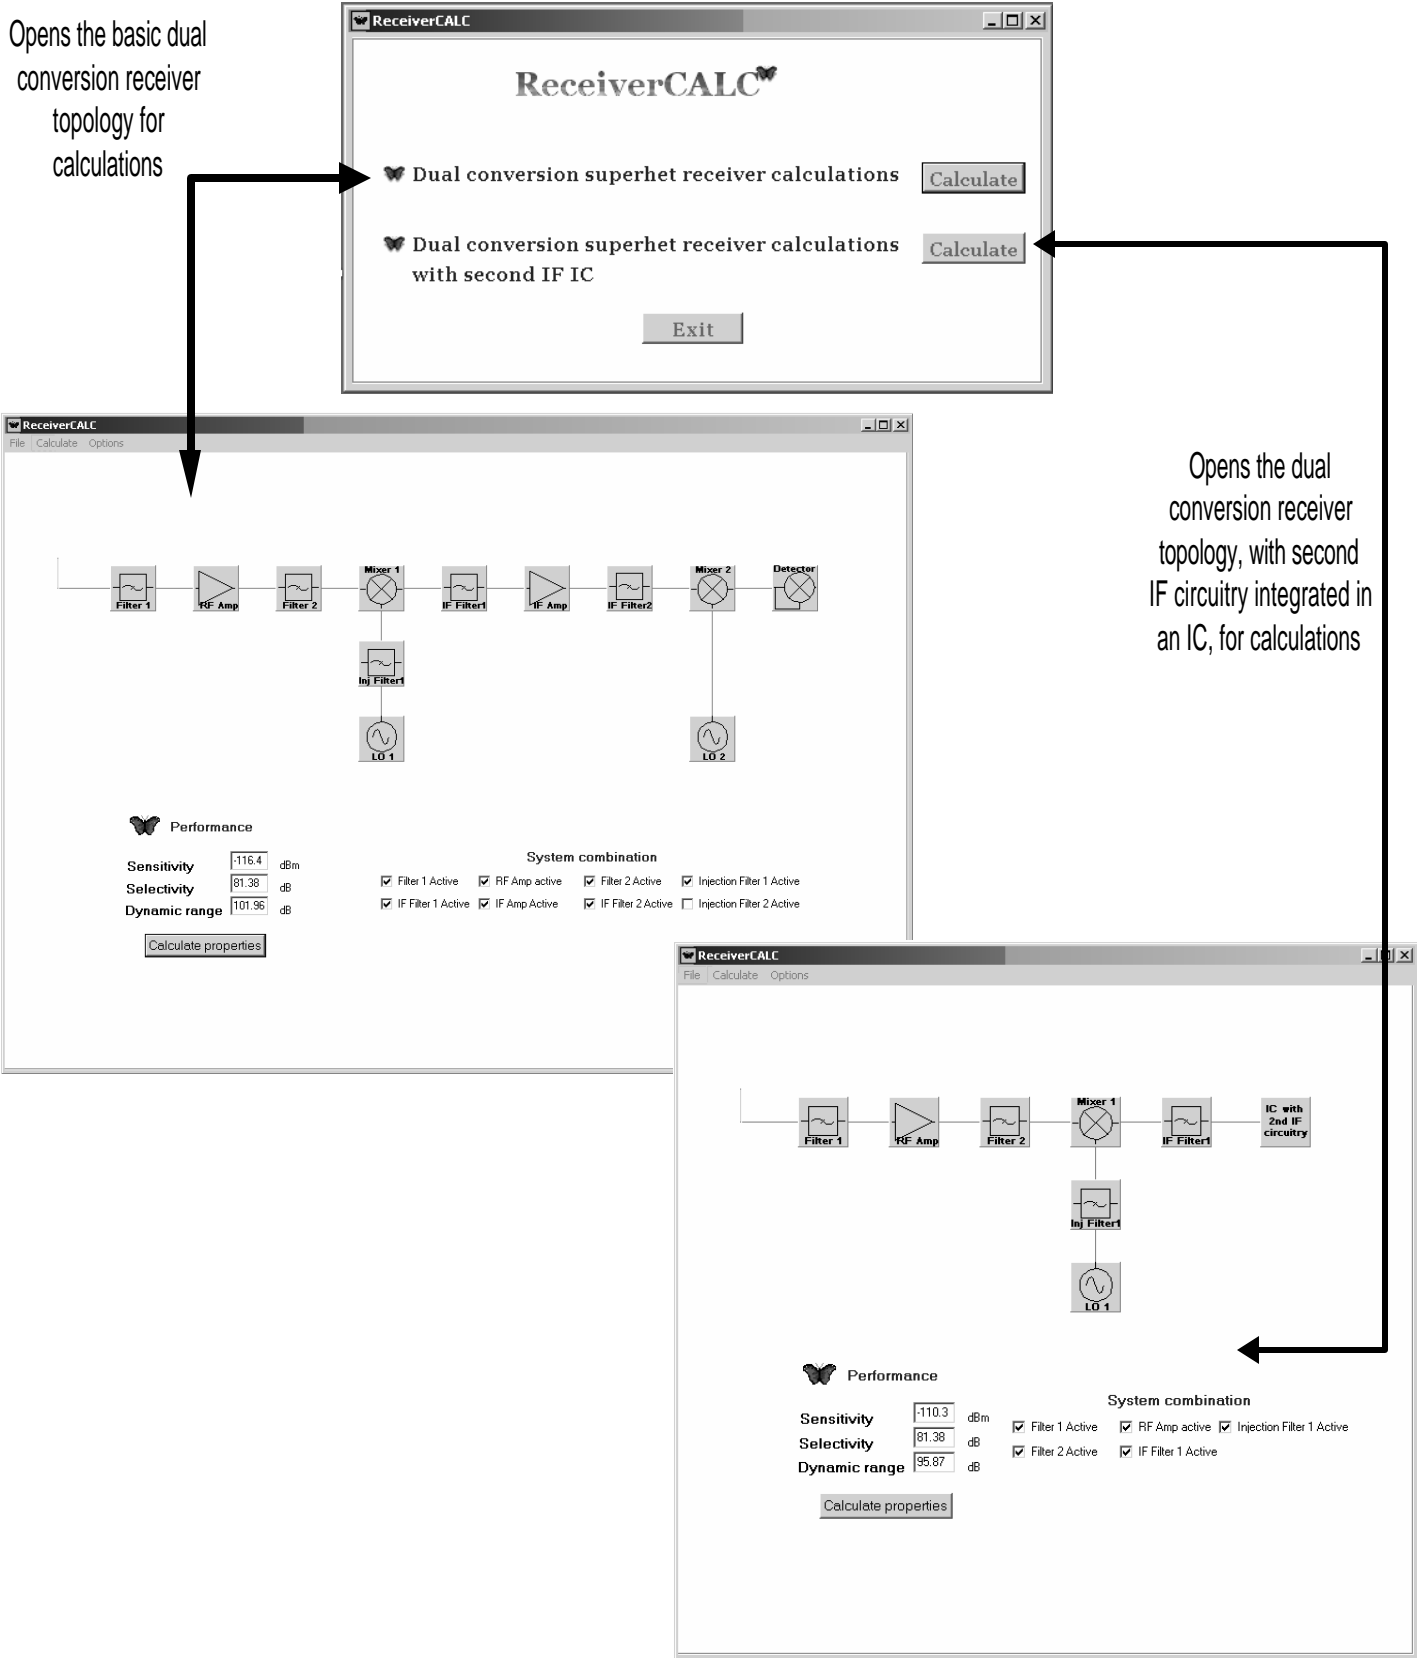 Opens the basic dual
conversion receiver
topology for
calculations
ReceiverCALC
ReceiverCALC
Dual conversion superhet receiver calculations
Calculate
Dual conversion superhet receiver calculations
with second IF IC
Calculate
Exit
ReceiverCALC
File Calculate Options
Filter 1
RF Amp
Filter 2
Mixer 1
IF Filter1
IF Amp
IF Filter2
Mixer 2
Detector
Inj Filter1
LO 1
LO 2
Performance
Sensitivity -116.4 dBm
Selectivity 81.38 dB
Dynamic range 101.96 dB
Calculate properties
System combination
Filter 1 Active RF Amp active Filter 2 Active Injection Filter 1 Active
IF Filter 1 Active IF Amp Active IF Filter 2 Active Injection Filter 2 Active
Opens the dual
conversion receiver
topology, with second
IF circuitry integrated in
an IC, for calculations
ReceiverCALC
File Calculate Options
Filter 1
RF Amp
Filter 2
Mixer 1
IF Filter1
IC with
2nd IF
circuitry
Inj Filter1
LO 1
Performance
Sensitivity -110.3 dBm
Selectivity 81.38 dB
Dynamic range 95.87 dB
Calculate properties
System combination
Filter 1 Active RF Amp active Injection Filter 1 Active
Filter 2 Active IF Filter 1 Active